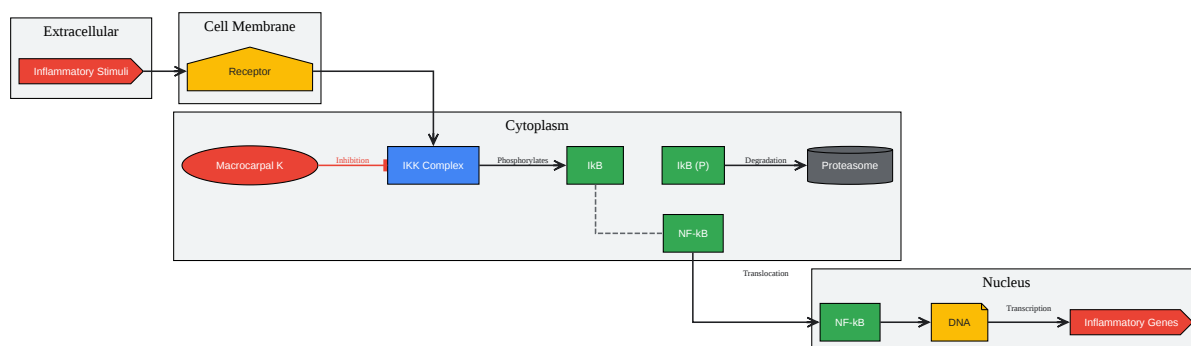 Extracellular
Inflammatory Stimuli
Cell Membrane
Receptor
Cytoplasm
Macrocarpal K
Inhibition
IKK Complex
Phosphorylates
IkB
IkB (P)
Degradation
Proteasome
NF-kB
Translocation
Nucleus
NF-kB
DNA
Transcription
Inflammatory Genes